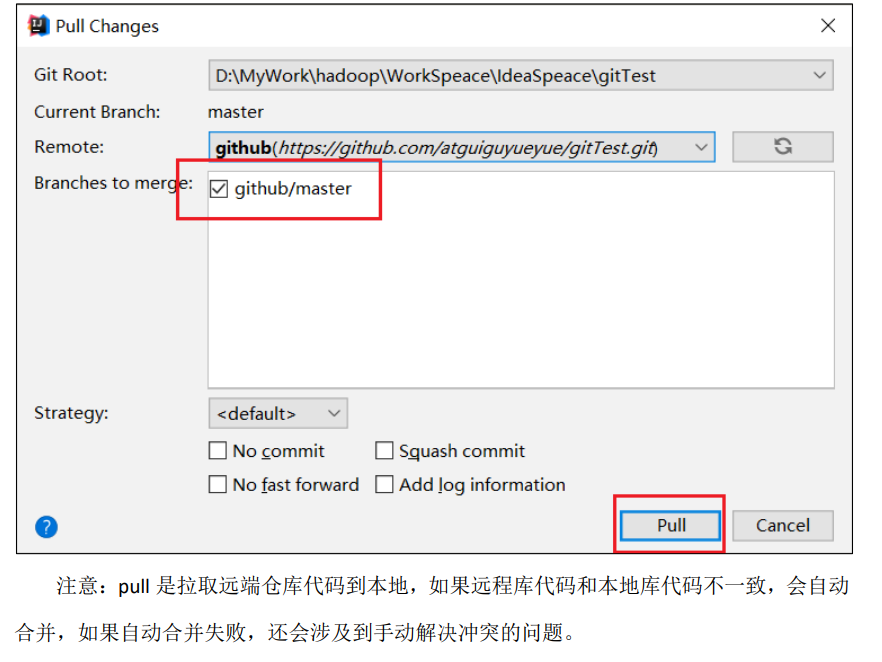 Pull Changes
Git Root: D:\MyWork\hadoop\WorkSpeace\IdeaSpeace\gitTest
Current Branch: master
Remote: github(https://github.com/atguiguyueyue/gitTest.git)
Branches to merge: github/master
Strategy: <default>
No commit Squash commit
No fast forward Add log information
? Pull Cancel
注意：pull 是拉取远端仓库代码到本地，如果远程库代码和本地库代码不一致，会自动
合并，如果自动合并失败，还会涉及到手动解决冲突的问题。